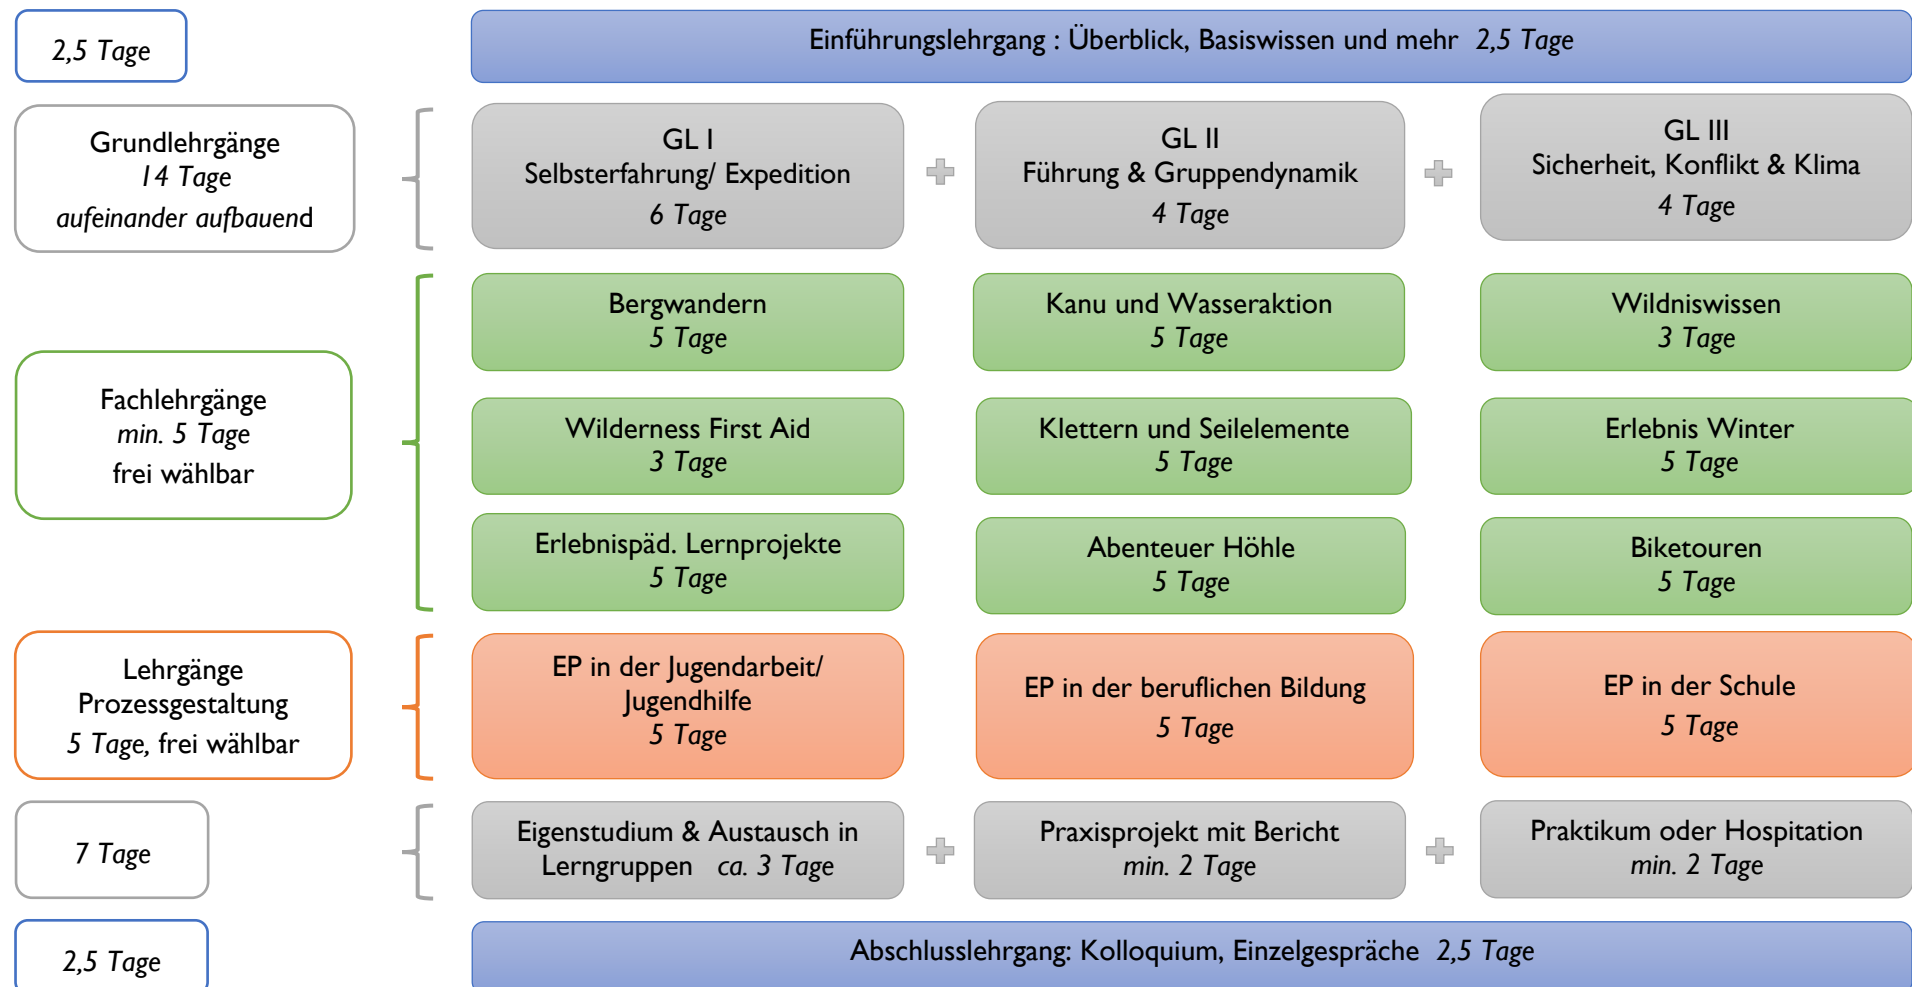 2,5 Tage
Einführungslehrgang : Überblick, Basiswissen und mehr 2,5 Tage
Grundlehrgänge
14 Tage
aufeinander aufbauend
GL I
Selbsterfahrung/ Expedition
6 Tage
GL II
Führung & Gruppendynamik
4 Tage
GL III
Sicherheit, Konflikt & Klima
4 Tage
Fachlehrgänge
min. 5 Tage
frei wählbar
Bergwandern
5 Tage
Kanu und Wasseraktion
5 Tage
Wildniswissen
3 Tage
Wilderness First Aid
3 Tage
Klettern und Seilelemente
5 Tage
Erlebnis Winter
5 Tage
Erlebnispäd. Lernprojekte
5 Tage
Abenteuer Höhle
5 Tage
Biketouren
5 Tage
Lehrgänge
Prozessgestaltung
5 Tage, frei wählbar
EP in der Jugendarbeit/
Jugendhilfe
5 Tage
EP in der beruflichen Bildung
5 Tage
EP in der Schule
5 Tage
7 Tage
Eigenstudium & Austausch in
Lerngruppen ca. 3 Tage
Praxisprojekt mit Bericht
min. 2 Tage
Praktikum oder Hospitation
min. 2 Tage
2,5 Tage
Abschlusslehrgang: Kolloquium, Einzelgespräche 2,5 Tage